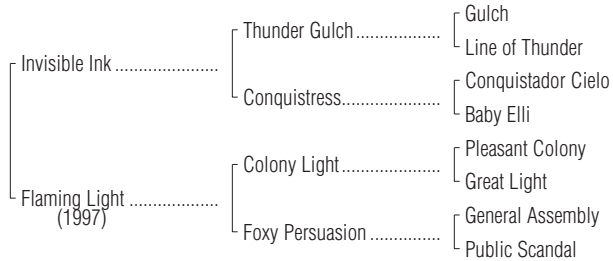 Gulch
Thunder Gulch...................
Line of Thunder
Invisible Ink.......................
Conquistador Cielo
Conquistress.....................
Baby Elli
Pleasant Colony
Colony Light.....................
Great Light
Flaming Light....................
(1997)
General Assembly
Foxy Persuasion................
Public Scandal